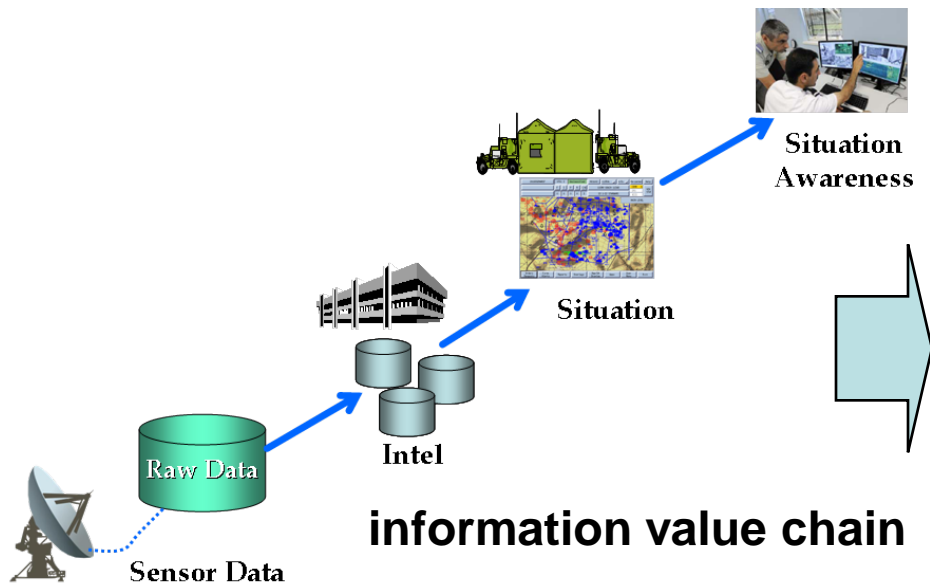 Situation
Awareness
Situation
Intel
Raw Data
information value chain
Sensor Data